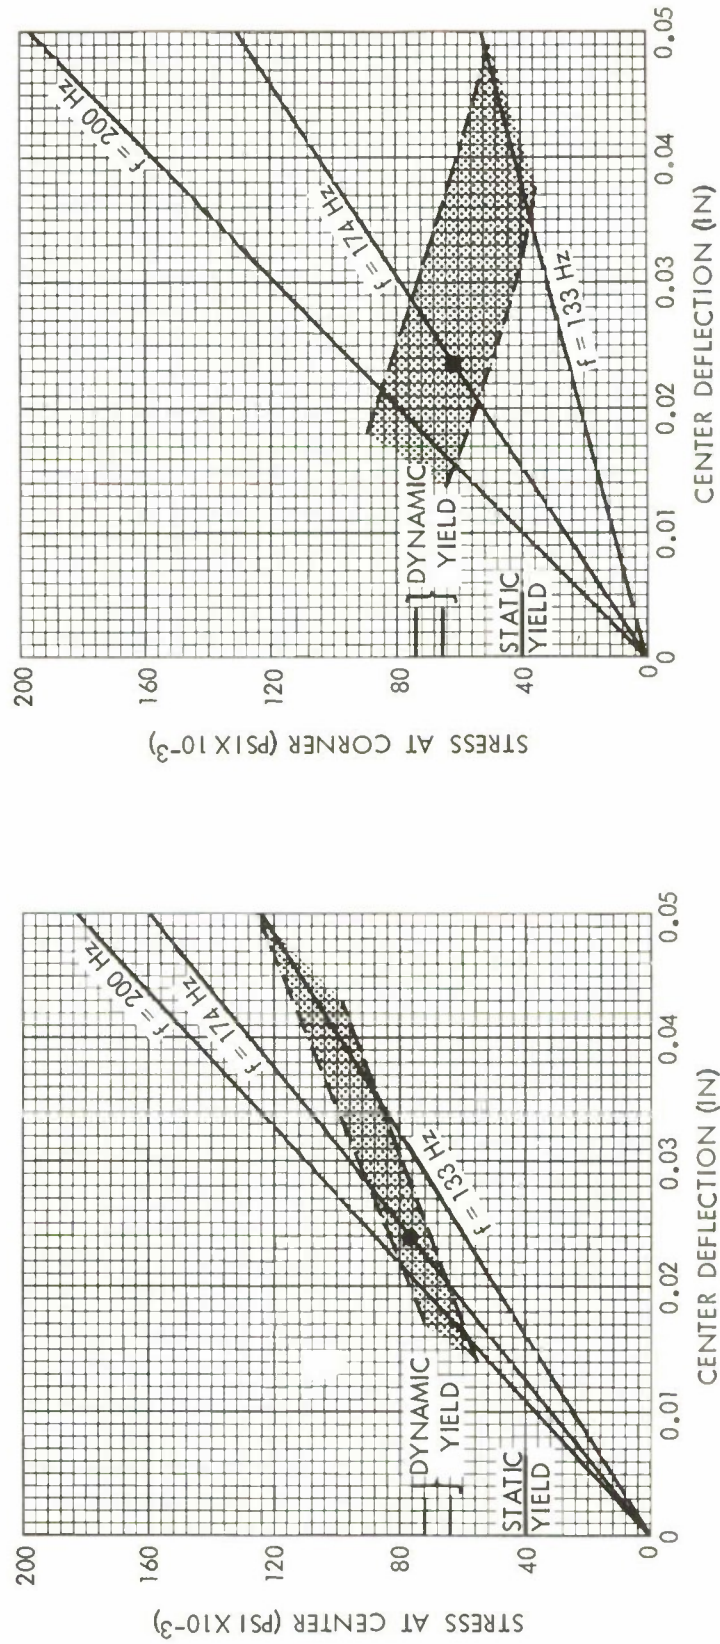 STRESS AT CENTER (PSI X10-3)
200
160
120
80
40
0
f = 200 Hz
f = 174 Hz
f = 133 Hz
DYNAMIC
YIELD
STATIC
YIELD
0
0.01
0.02
0.03
0.04
0.05
CENTER DEFLECTION (IN)
STRESS AT CORNER (PSI X 10-3)
200
160
120
80
40
0
f = 200 Hz
f = 174 Hz
f = 133 Hz
DYNAMIC
YIELD
STATIC
YIELD
0
0.01
0.02
0.03
0.04
0.05
CENTER DEFLECTION (IN)